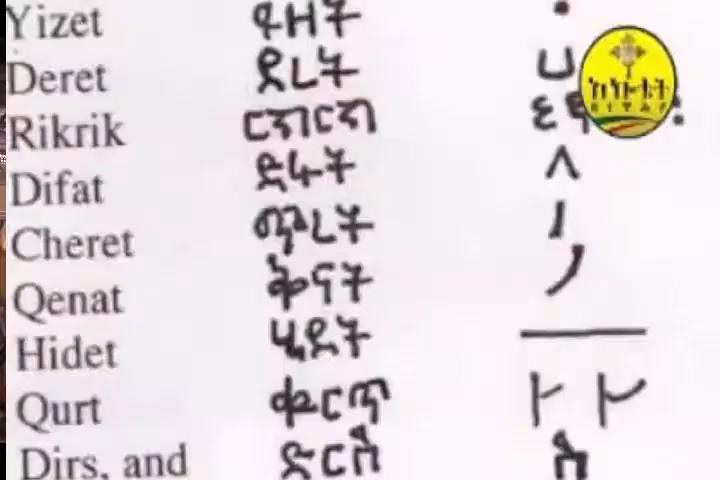 Yizet ይዘት
Deret ደረት
Rikrik ርክርክ
Difat ድፋት
Cheret ጭረት
Qenat ቅናት
Hidet ሂደት
Qurt ቁርጥ
Dirs, and ድርስ ስ